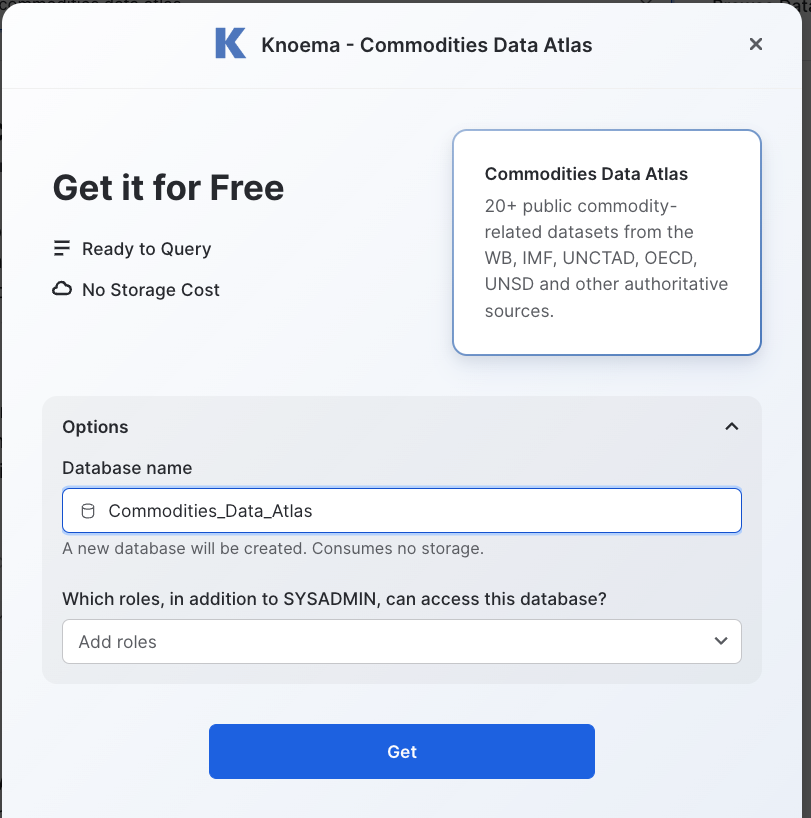 Knoema - Commodities Data Atlas
Get it for Free
Ready to Query
No Storage Cost
Commodities Data Atlas
20+ public commodity-
related datasets from the
WB, IMF, UNCTAD, OECD,
UNSD and other authoritative
sources.
Options
Database name
Commodities_Data_Atlas
A new database will be created. Consumes no storage.
Which roles, in addition to SYSADMIN, can access this database?
Add roles
Get